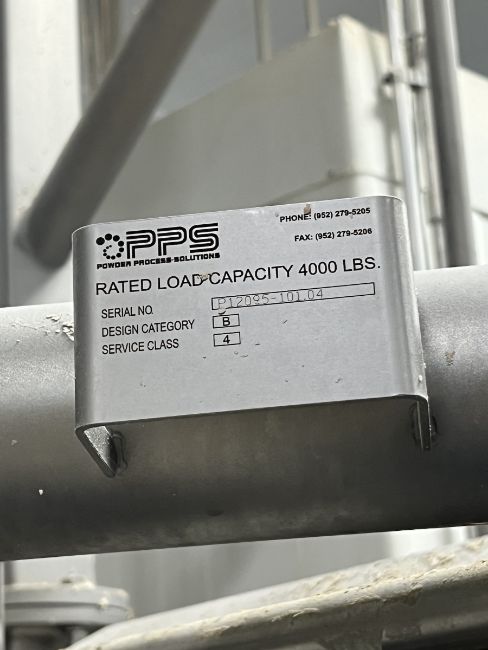 PPS
POWDER PROCESS-SOLUTIONS
PHONE: (952) 279-5205
FAX: (952) 279-5206
RATED LOAD CAPACITY 4000 LBS.
SERIAL NO. P12095-101.04
DESIGN CATEGORY B
SERVICE CLASS 4